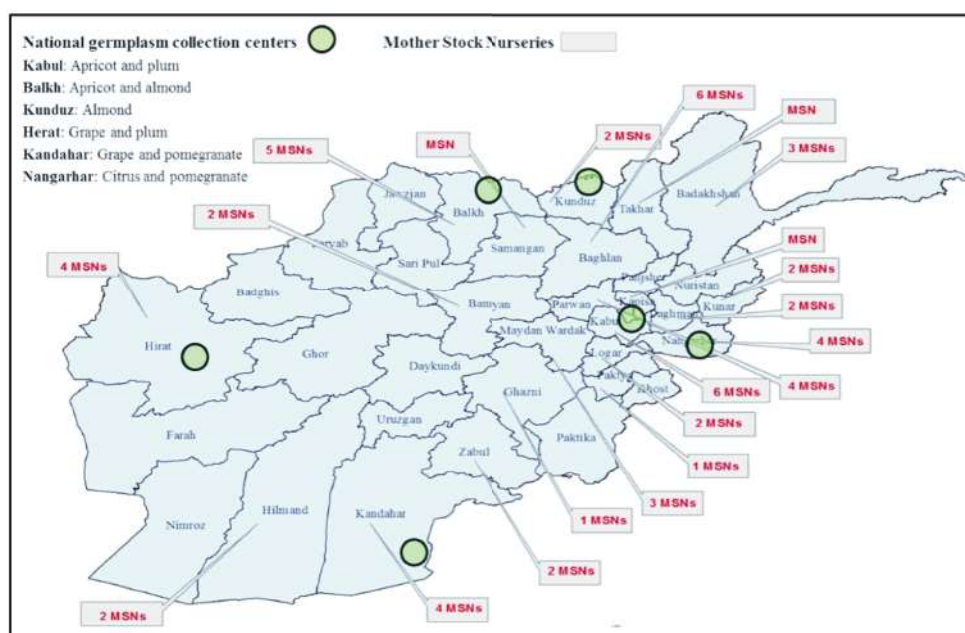 National germplasm collection centers
Mother Stock Nurseries
Kabul: Apricot and plum
Balkh: Apricot and almond
Kunduz: Almond
Herat: Grape and plum
Kandahar: Grape and pomegranate
Nangarhar: Citrus and pomegranate
6 MSNs
MSN
2 MSNs
MSN
5 MSNs
3 MSNs
2 MSNs
4 MSNs
MSN
2 MSNs
2 MSNs
4 MSNs
4 MSNs
6 MSNs
2 MSNs
1 MSNs
3 MSNs
1 MSNs
2 MSNs
4 MSNs
2 MSNs
Balkh
Kunduz
Takhar
Badakhshan
Samangan
Sari Pul
Baghlan
Badghis
Bamyan
Parwan
Nuristan
Kunar
Hirat
Ghor
Maydan Wardak
Daykundi
Logar
Ghazni
Khost
Uruzgan
Farah
Zabul
Paktika
Nimroz
Hilmand
Kandahar